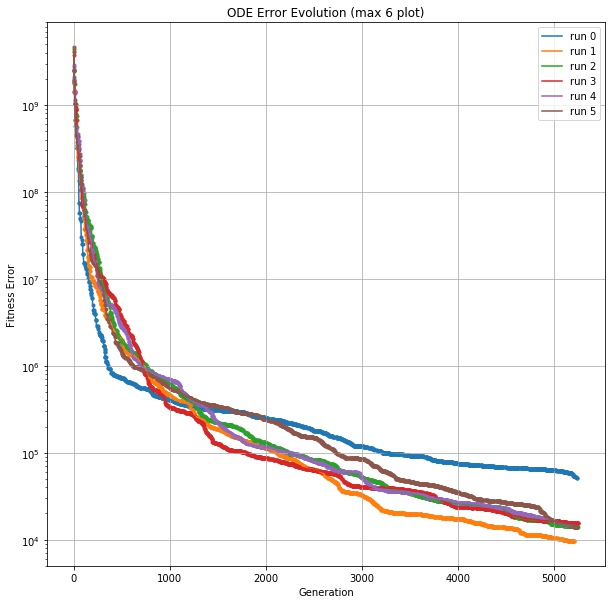 ODE Error Evolution (max 6 plot)
run 0
run 1
run 2
run 3
run 4
run 5
10⁹
10⁸
10⁷
10⁶
10⁵
10⁴
Fitness Error
0
1000
2000
3000
4000
5000
Generation